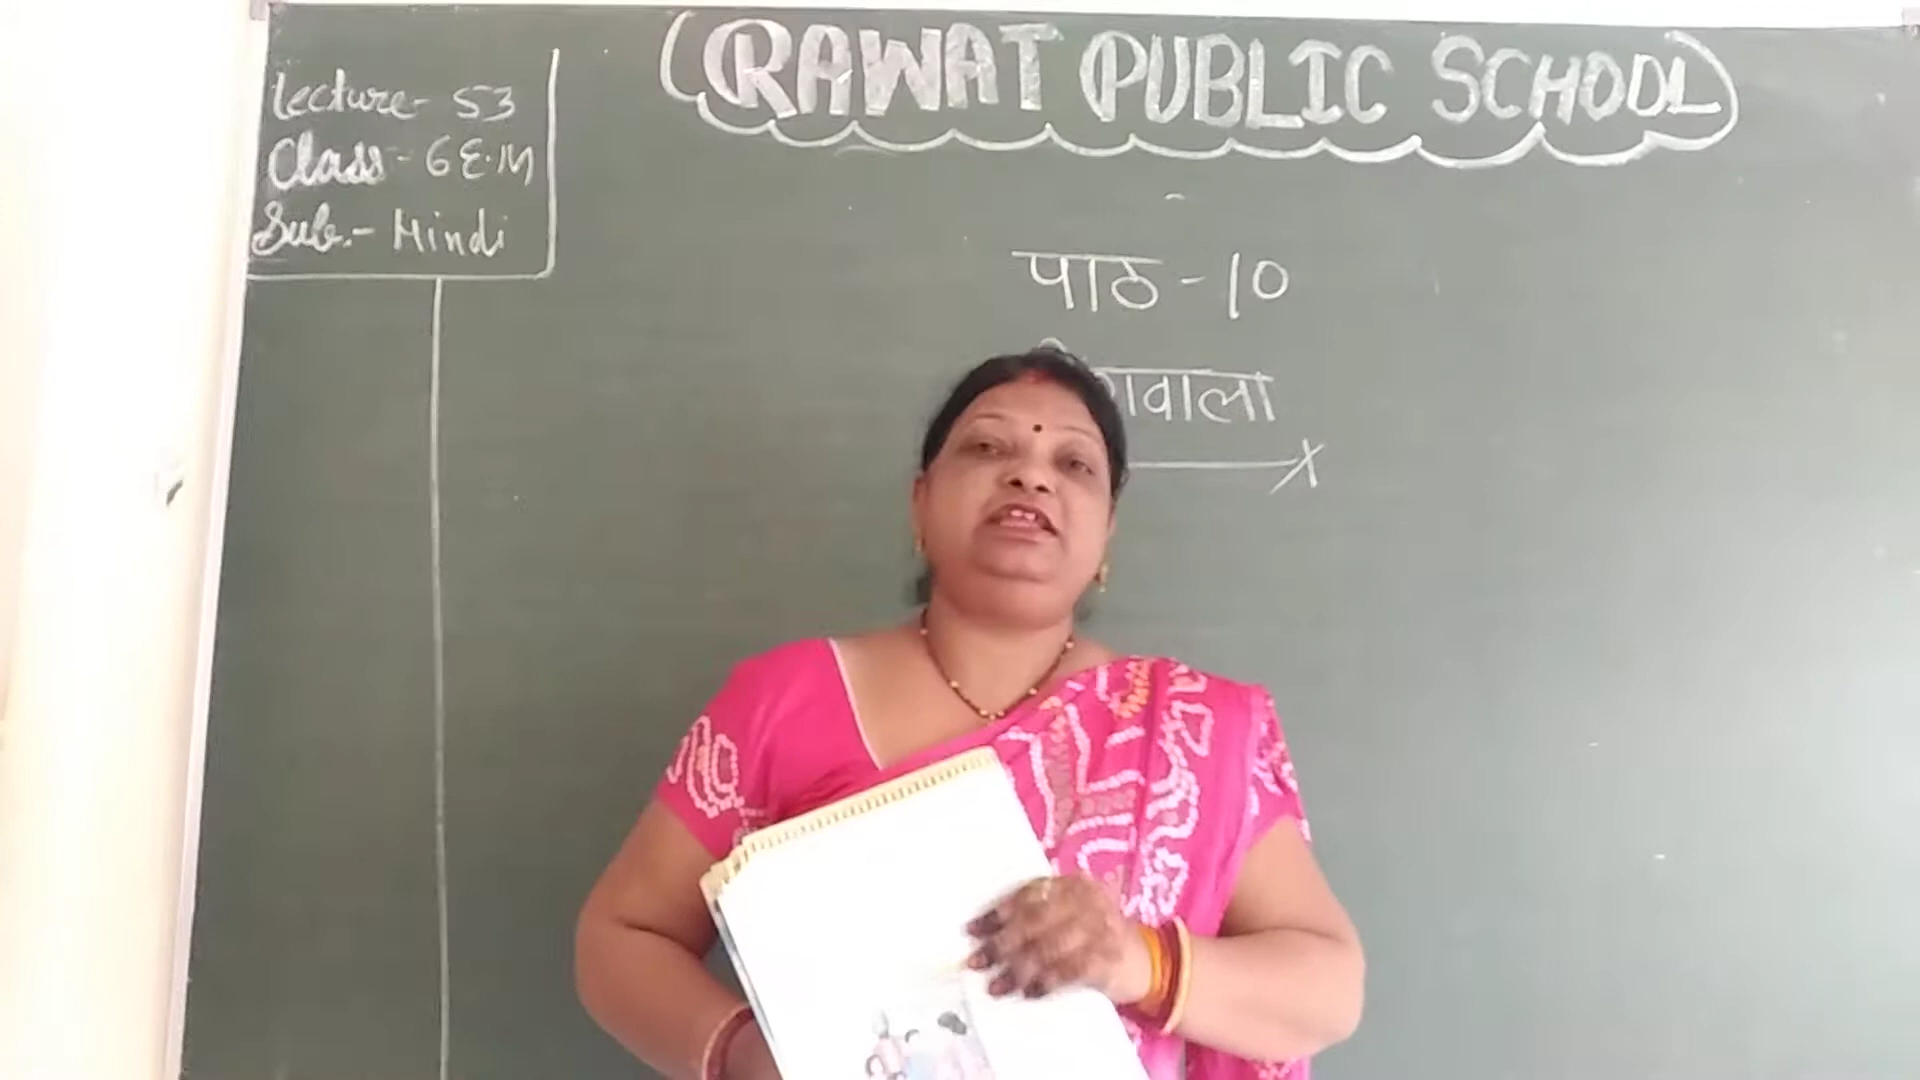 RAWAT PUBLIC SCHOOL
Lecture- 53
Class- 6 E.M
Sub.- Hindi
पाठ -10